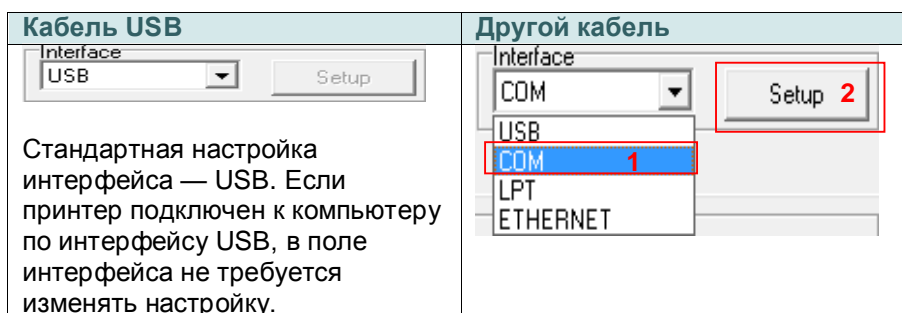 Кабель USB
Interface
USB
Setup
Стандартная настройка
интерфейса — USB. Если
принтер подключен к компьютеру
по интерфейсу USB, в поле
интерфейса не требуется
изменять настройку.
Другой кабель
Interface
COM
Setup 2
USB
COM 1
LPT
ETHERNET